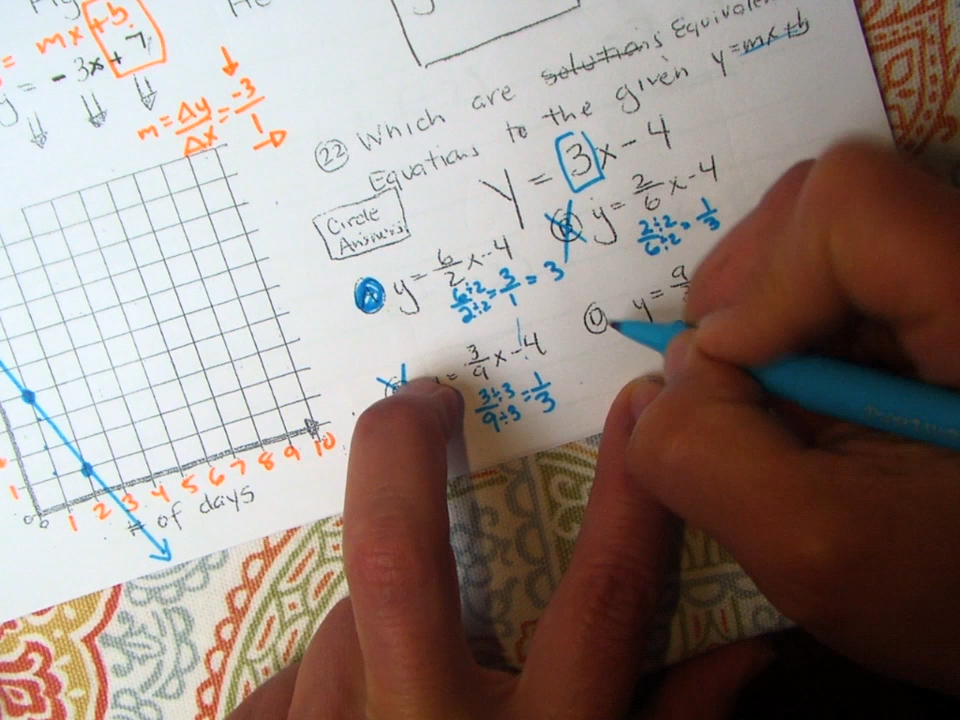 = mx + b
y = -3x + 7
m = Δy/Δx = -3/1
0 1 2 3 4 5 6 7 8 9 10
1
# of days
22 Which are solutions Equivalen
Equations to the given y = mx + b
Y = 3x - 4
Circle
Answers
A y = 6/2 x - 4
6÷2/2÷2 = 3/1 = 3
B y = 2/6 x - 4
2÷2/6÷2 = 1/3
= 3/9 x - 4
3÷3/9÷3 = 1/3
D y = 9